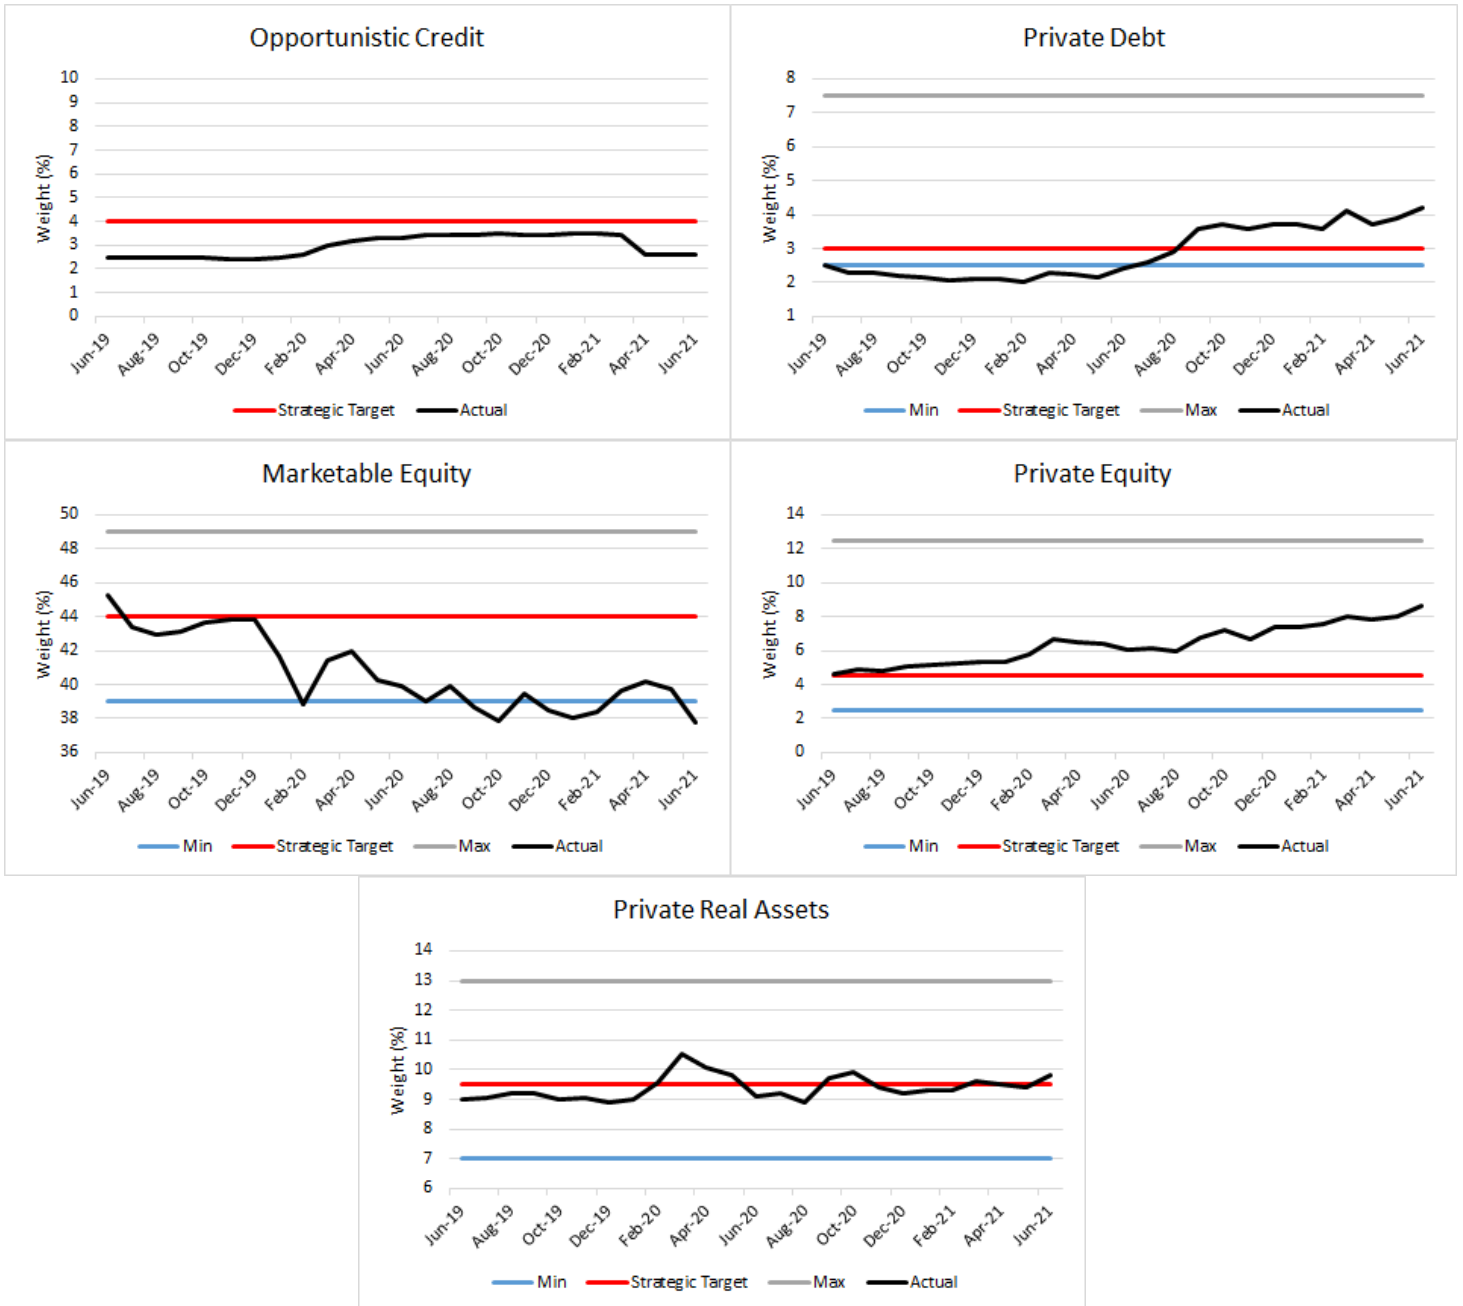 Opportunistic Credit
Weight (%)
10
9
8
7
6
5
4
3
2
1
0
Jun-19 Aug-19 Oct-19 Dec-19 Feb-20 Apr-20 Jun-20 Aug-20 Oct-20 Dec-20 Feb-21 Apr-21 Jun-21
Strategic Target Actual
Private Debt
Weight (%)
8
7
6
5
4
3
2
1
Jun-19 Aug-19 Oct-19 Dec-19 Feb-20 Apr-20 Jun-20 Aug-20 Oct-20 Dec-20 Feb-21 Apr-21 Jun-21
Min Strategic Target Max Actual
Marketable Equity
Weight (%)
50
48
46
44
42
40
38
36
Jun-19 Aug-19 Oct-19 Dec-19 Feb-20 Apr-20 Jun-20 Aug-20 Oct-20 Dec-20 Feb-21 Apr-21 Jun-21
Min Strategic Target Max Actual
Private Equity
Weight (%)
14
12
10
8
6
4
2
0
Jun-19 Aug-19 Oct-19 Dec-19 Feb-20 Apr-20 Jun-20 Aug-20 Oct-20 Dec-20 Feb-21 Apr-21 Jun-21
Min Strategic Target Max Actual
Private Real Assets
Weight (%)
14
13
12
11
10
9
8
7
6
Jun-19 Aug-19 Oct-19 Dec-19 Feb-20 Apr-20 Jun-20 Aug-20 Oct-20 Dec-20 Feb-21 Apr-21 Jun-21
Min Strategic Target Max Actual